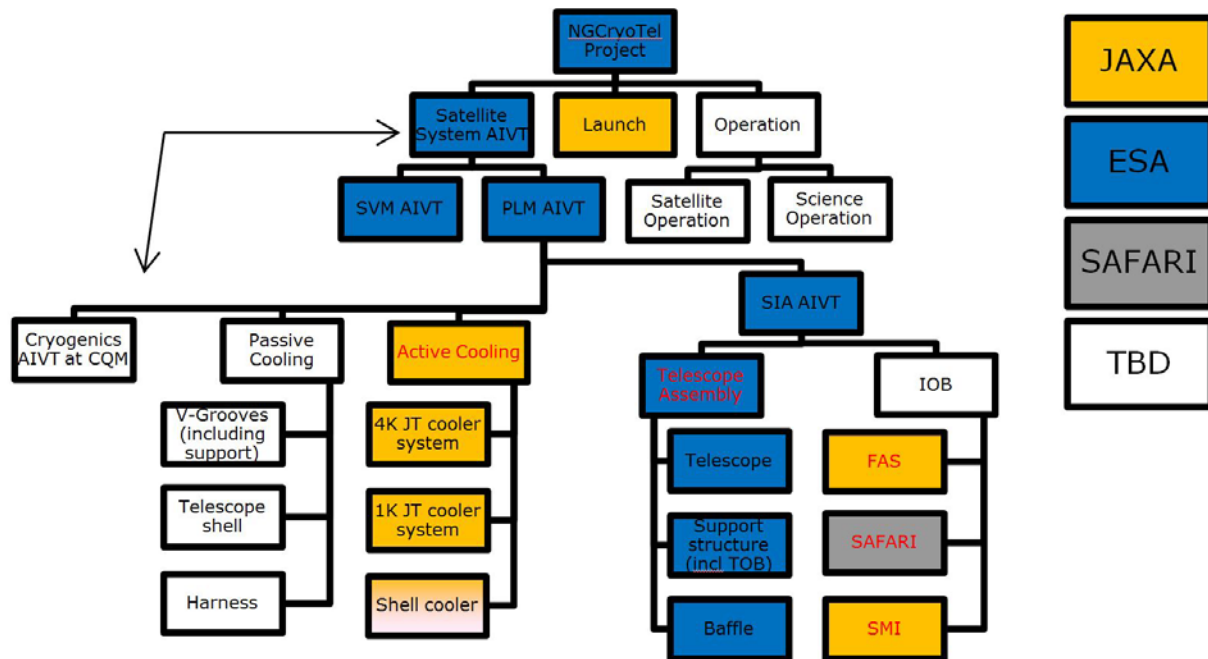 NGCryoTel
Project
JAXA
Satellite
System AIVT
Launch
Operation
ESA
SVM AIVT
PLM AIVT
Satellite
Operation
Science
Operation
SAFARI
SIA AIVT
Cryogenics
AIVT at CQM
Passive
Cooling
Active Cooling
Telescope
Assembly
IOB
TBD
V-Grooves
(including
support)
4K JT cooler
system
Telescope
FAS
Telescope
shell
1K JT cooler
system
Support
structure
(incl TOB)
SAFARI
Harness
Shell cooler
Baffle
SMI